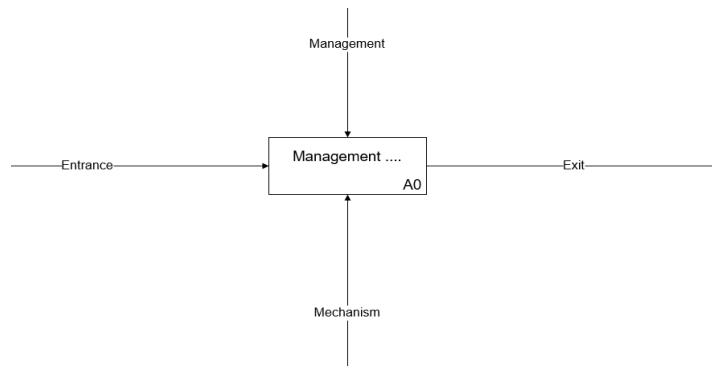 Management
Management ....
A0
Entrance
Exit
Mechanism